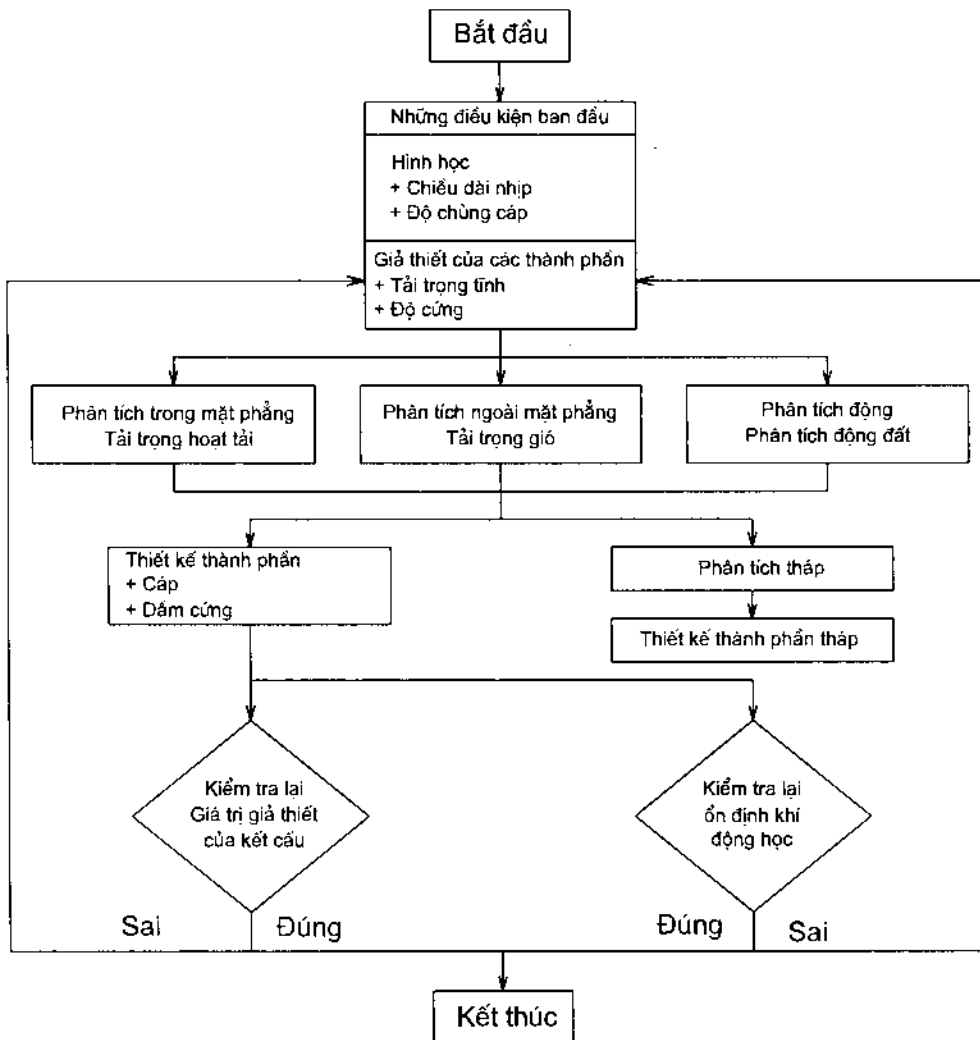 Bắt đầu
Những điều kiện ban đầu
Hình học
+ Chiều dài nhịp
+ Độ chùng cáp
Giả thiết của các thành phần
+ Tải trọng tĩnh
+ Độ cứng
Phân tích trong mặt phẳng
Tải trọng hoạt tải
Phân tích ngoài mặt phẳng
Tải trọng gió
Phân tích động
Phân tích động đất
Thiết kế thành phần
+ Cáp
+ Dầm cứng
Phân tích tháp
Thiết kế thành phần tháp
Kiểm tra lại
Giá trị giả thiết
của kết cấu
Kiểm tra lại
ổn định khí
động học
Sai
Đúng
Đúng
Sai
Kết thúc